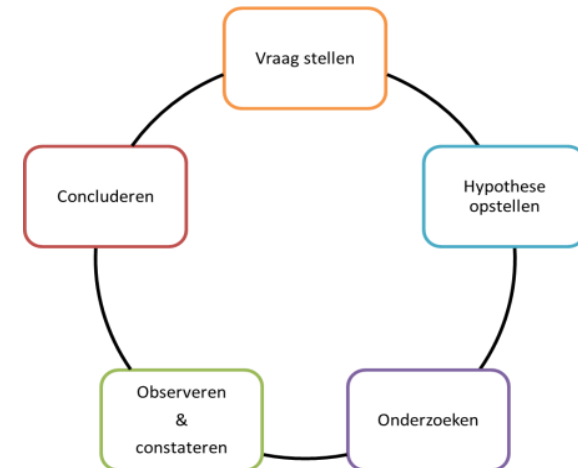 Vraag stellen
Hypothese
opstellen
Onderzoeken
Observeren
&
constateren
Concluderen